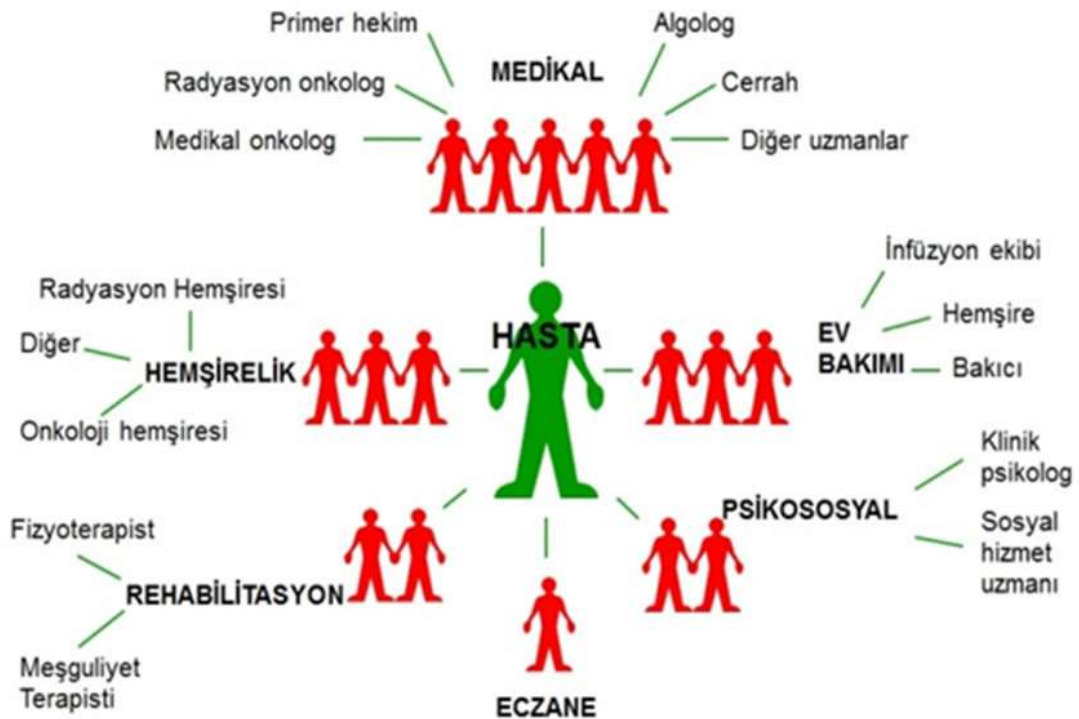 Primer hekim
Algolog
MEDİKAL
Radyasyon onkolog
Cerrah
Medikal onkolog
Diğer uzmanlar
İnfüzyon ekibi
Radyasyon Hemşiresi
Hemşire
HASTA
EV
BAKIMI
Diğer
HEMŞİRELİK
Bakıcı
Onkoloji hemşiresi
Klinik
psikolog
PSİKOSOSYAL
Sosyal
hizmet
uzmanı
Fizyoterapist
REHABİLİTASYON
Meşguliyet
Terapisti
ECZANE